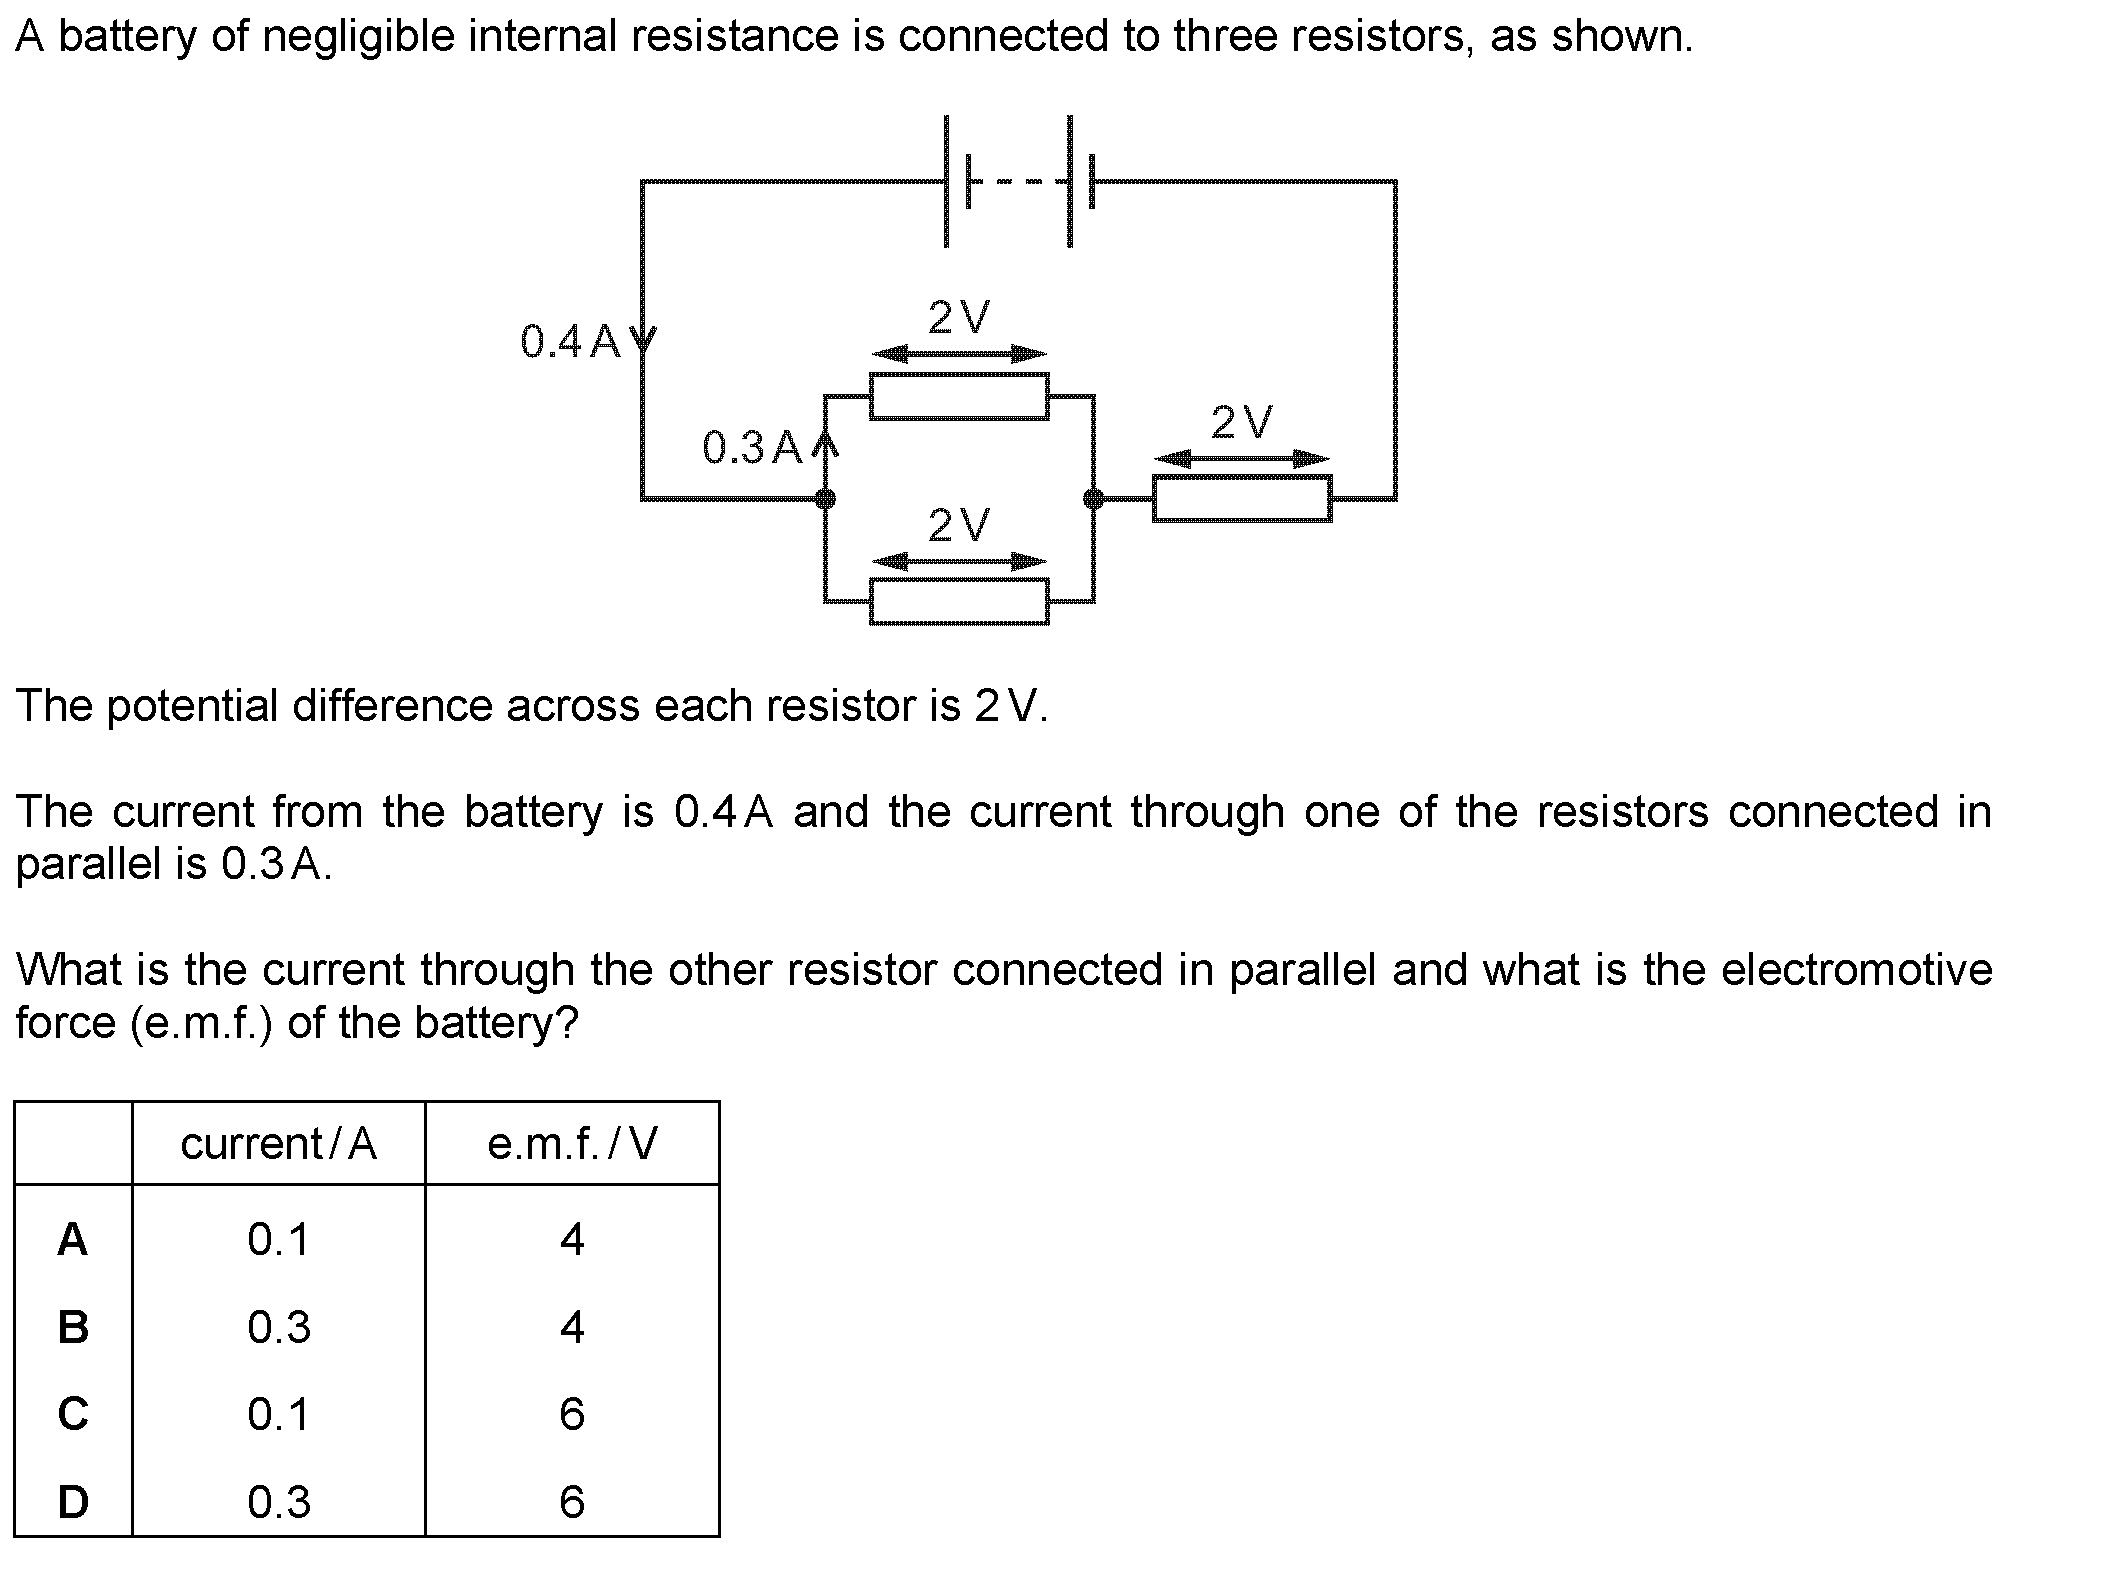 A battery of negligible internal resistance is connected to three resistors, as shown.
2 V
0.4 A
2 V
0.3 A
2 V
The potential difference across each resistor is 2 V.
The current from the battery is 0.4 A and the current through one of the resistors connected in
parallel is 0.3 A.
What is the current through the other resistor connected in parallel and what is the electromotive
force (e.m.f.) of the battery?
current / A e.m.f. / V
A 0.1 4
B 0.3 4
C 0.1 6
D 0.3 6